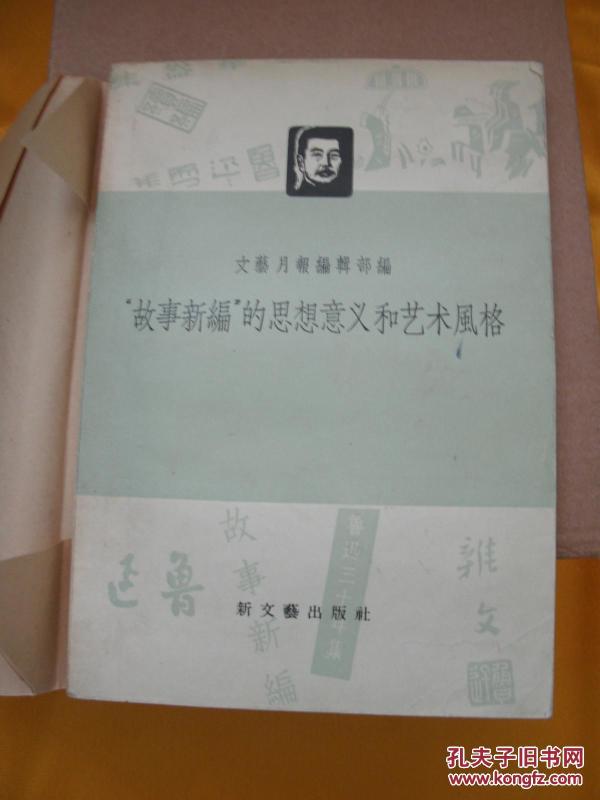 文藝月報編輯部編
“故事新編”的思想意义和艺术風格
魯迅
故事新編
魯迅三十年集
雜文
新文藝出版社
孔夫子旧书网
www.kongfz.com